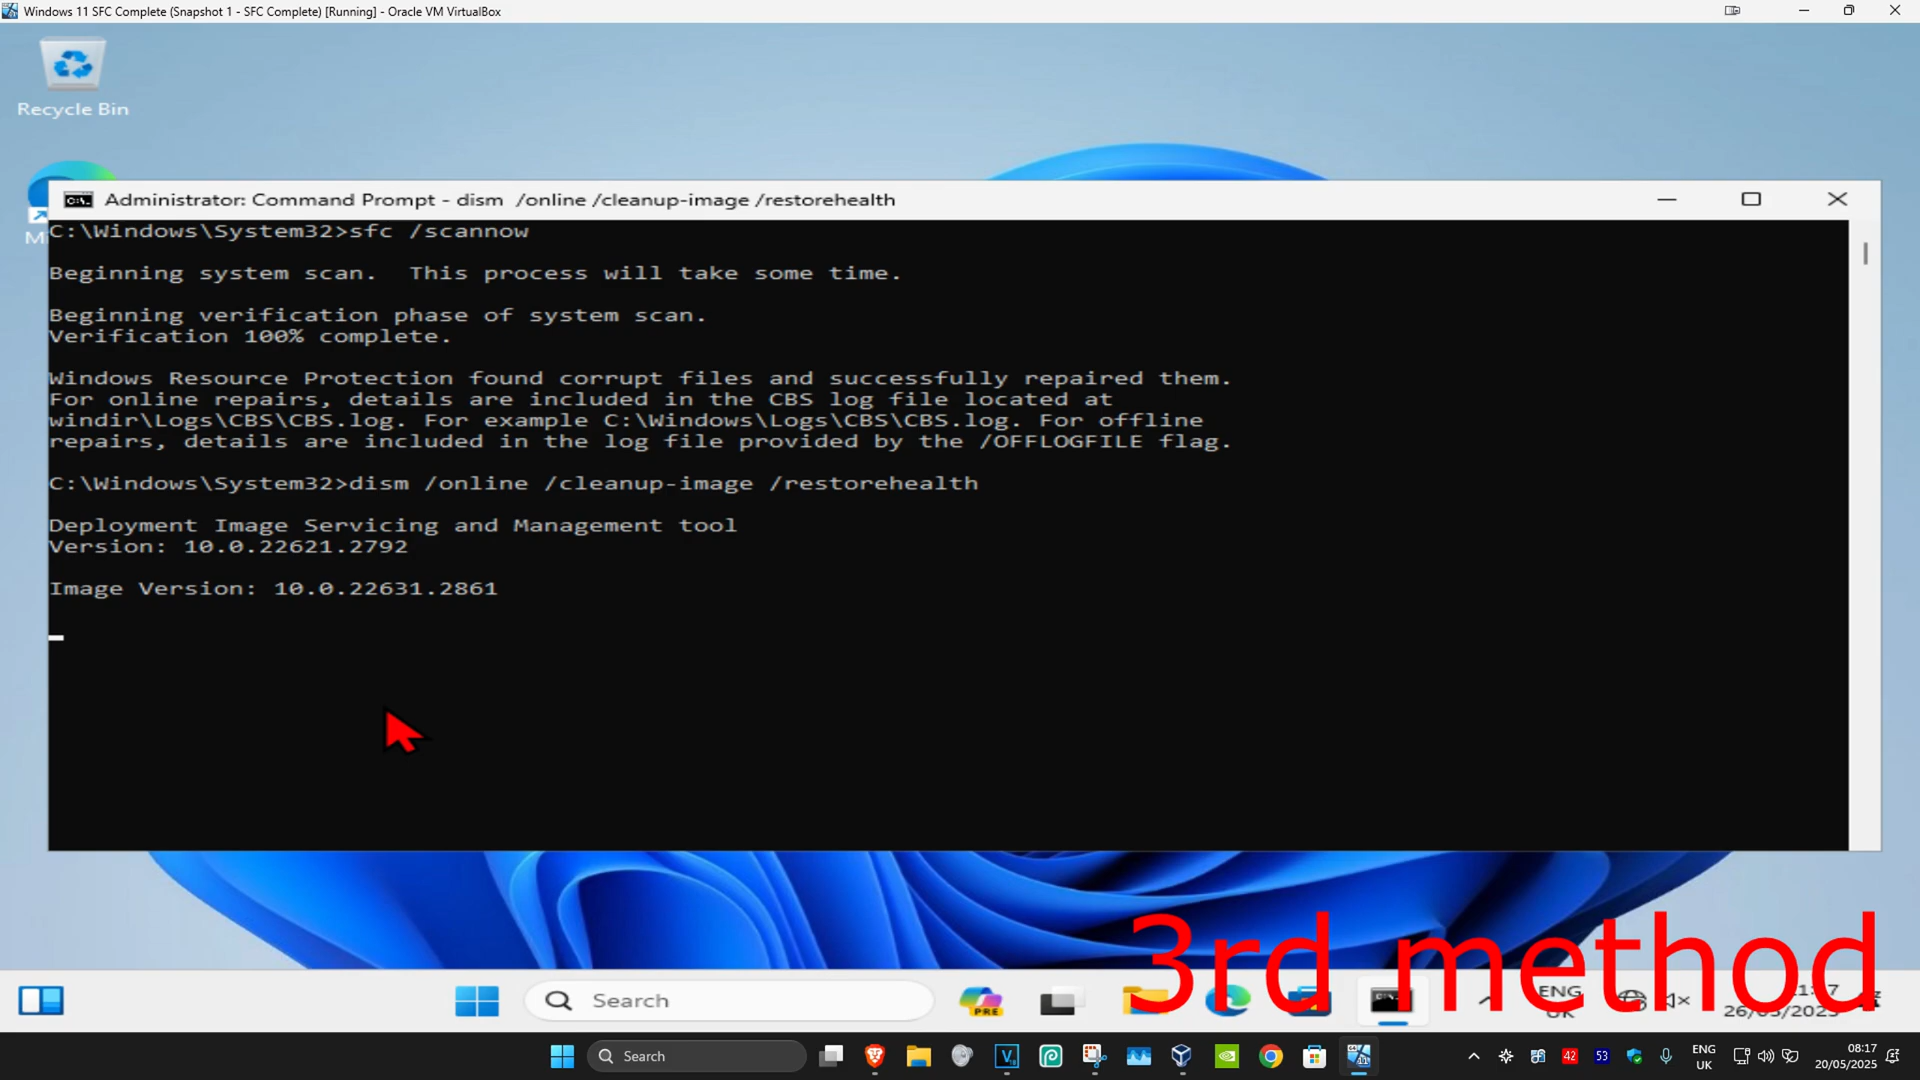 Windows 11 SFC Complete (Snapshot 1 - SFC Complete) [Running] - Oracle VM VirtualBox
Recycle Bin
Administrator: Command Prompt - dism  /online /cleanup-image /restorehealth
C:\Windows\System32>sfc /scannow
Beginning system scan.  This process will take some time.
Beginning verification phase of system scan.
Verification 100% complete.
Windows Resource Protection found corrupt files and successfully repaired them.
For online repairs, details are included in the CBS log file located at
windir\Logs\CBS\CBS.log. For example C:\Windows\Logs\CBS\CBS.log. For offline
repairs, details are included in the log file provided by the /OFFLOGFILE flag.
C:\Windows\System32>dism /online /cleanup-image /restorehealth
Deployment Image Servicing and Management tool
Version: 10.0.22621.2792
Image Version: 10.0.22631.2861
3rd method
Search
PRE
ENG
UK
Search
42
53
ENG
UK
08:17
20/05/2025